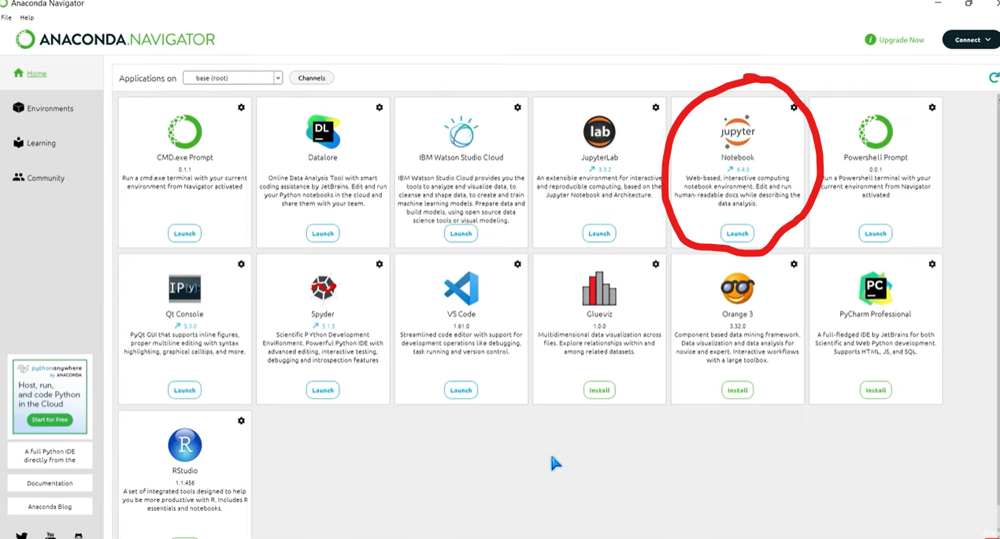 Anaconda Navigator
File Help
ANACONDA.NAVIGATOR
Upgrade Now
Connect
Home
Environments
Learning
Community
Applications on
base (root)
Channels
CMD.exe Prompt
0.1.1
Run a cmd.exe terminal with your current
environment from Navigator activated
Launch
DL
Datalore
Online Data Analysis Tool with smart
coding assistance by JetBrains. Edit and run
your Python notebooks in the cloud and
share them with your team.
Launch
IBM Watson Studio Cloud
IBM Watson Studio Cloud provides you the
tools to analyze and visualize data, to
cleanse and shape data, to create and train
machine learning models. Prepare data and
build models, using open source data
science tools or visual modeling.
Launch
lab
JupyterLab
3.3.2
An extensible environment for interactive
and reproducible computing, based on the
Jupyter Notebook and Architecture.
Launch
jupyter
Notebook
6.4.8
Web-based, interactive computing
notebook environment. Edit and run
human-readable docs while describing the
data analysis.
Launch
Powershell Prompt
0.0.1
Run a Powershell terminal with your
current environment from Navigator
activated
Launch
IP[y]:
Qt Console
5.3.0
PyQt GUI that supports inline figures,
proper multiline editing with syntax
highlighting, graphical calltips, and more.
Launch
Spyder
5.1.5
Scientific PYthon Development
EnviRonment. Powerful Python IDE with
advanced editing, interactive testing,
debugging and introspection features
Launch
VS Code
1.61.0
Streamlined code editor with support for
development operations like debugging,
task running and version control.
Launch
Glueviz
1.0.0
Multidimensional data visualization across
files. Explore relationships within and
among related datasets.
Install
Orange 3
3.32.0
Component based data mining framework.
Data visualization and data analysis for
novice and expert. Interactive workflows
with a large toolbox.
Install
PC
PyCharm Professional
A full-fledged IDE by JetBrains for both
Scientific and Web Python development.
Supports HTML, JS, and SQL.
Install
R
RStudio
1.1.456
A set of integrated tools designed to help
you be more productive with R. Includes R
essentials and notebooks.
pythonanywhere
by ANACONDA
Host, run,
and code Python
in the Cloud
Start for Free
A full Python IDE
directly from the
Documentation
Anaconda Blog
You